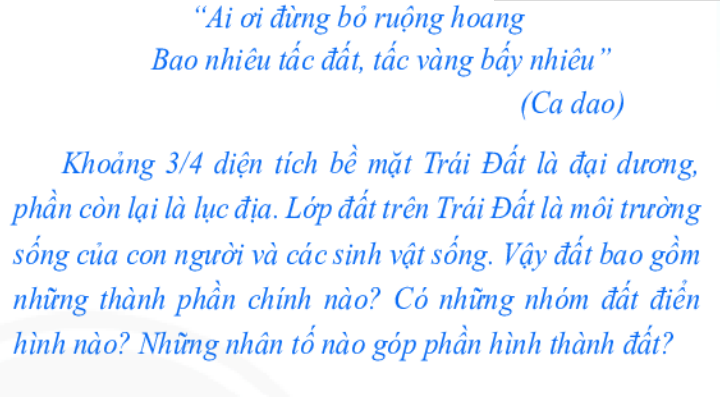 “Ai ơi đừng bỏ ruộng hoang
Bao nhiêu tấc đất, tấc vàng bấy nhiêu”
(Ca dao)
Khoảng 3/4 diện tích bề mặt Trái Đất là đại dương,
phần còn lại là lục địa. Lớp đất trên Trái Đất là môi trường
sống của con người và các sinh vật sống. Vậy đất bao gồm
những thành phần chính nào? Có những nhóm đất điển
hình nào? Những nhân tố nào góp phần hình thành đất?